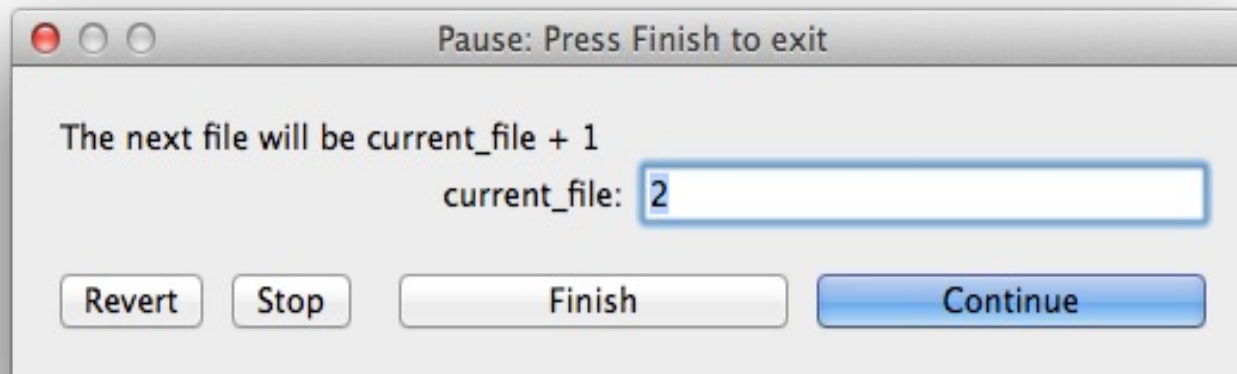 Pause: Press Finish to exit
The next file will be current_file + 1
current_file: 2
Revert Stop Finish Continue